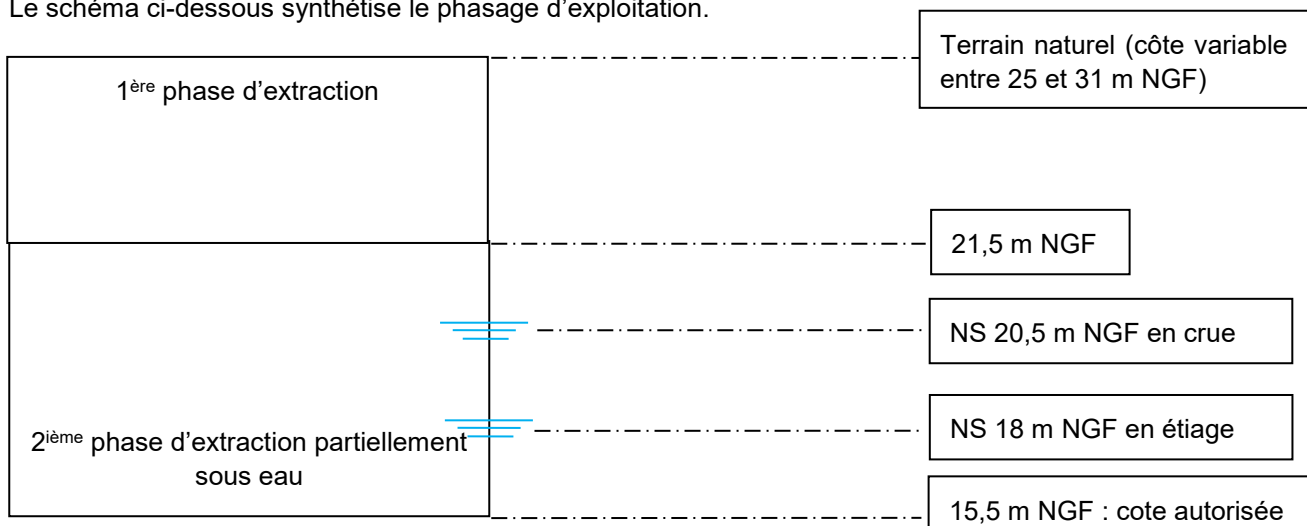 Le schéma ci-dessous synthétise le phasage d'exploitation.
Terrain naturel (côte variable
entre 25 et 31 m NGF)
1ère phase d'extraction
21,5 m NGF
NS 20,5 m NGF en crue
NS 18 m NGF en étiage
2ième phase d'extraction partiellement
sous eau
15,5 m NGF : cote autorisée